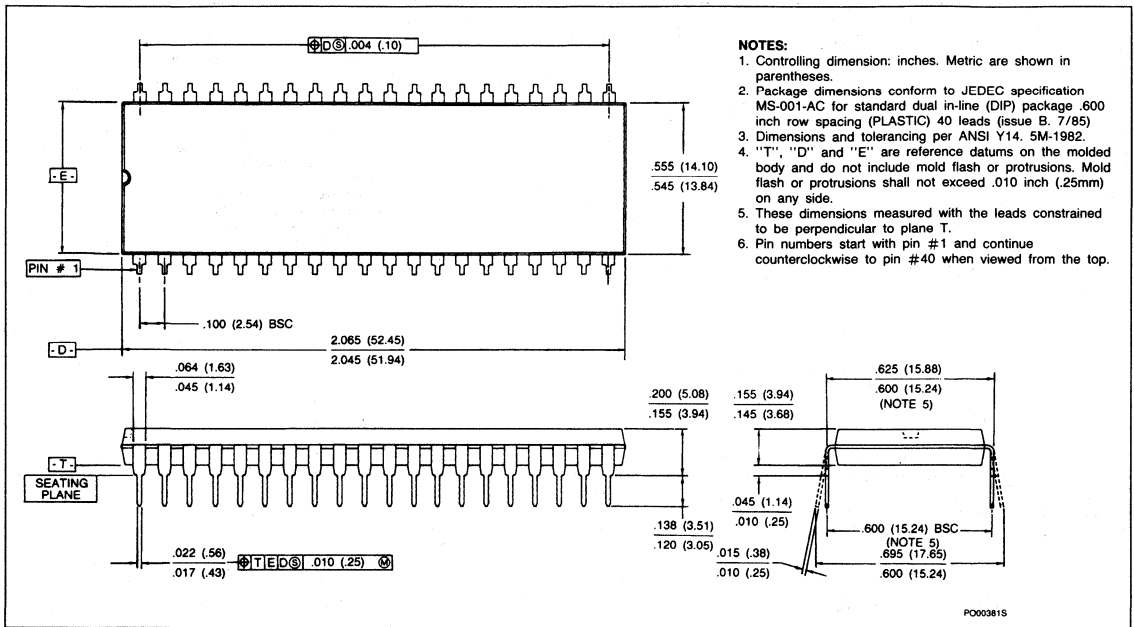 ⌖ D Ⓢ .004 (.10)
NOTES:
1. Controlling dimension: inches. Metric are shown in
parentheses.
2. Package dimensions conform to JEDEC specification
MS-001-AC for standard dual in-line (DIP) package .600
inch row spacing (PLASTIC) 40 leads (issue B. 7/85)
3. Dimensions and tolerancing per ANSI Y14. 5M-1982.
4. "T", "D" and "E" are reference datums on the molded
body and do not include mold flash or protrusions. Mold
flash or protrusions shall not exceed .010 inch (.25mm)
on any side.
5. These dimensions measured with the leads constrained
to be perpendicular to plane T.
6. Pin numbers start with pin #1 and continue
counterclockwise to pin #40 when viewed from the top.
- E -
.555 (14.10)
.545 (13.84)
PIN # 1
.100 (2.54) BSC
- D -
2.065 (52.45)
2.045 (51.94)
.064 (1.63)
.045 (1.14)
.200 (5.08)
.155 (3.94)
.155 (3.94)
.145 (3.68)
.625 (15.88)
.600 (15.24)
(NOTE 5)
- T -
SEATING
PLANE
.022 (.56)
.017 (.43)
⌖ T E D Ⓢ .010 (.25) Ⓜ
.138 (3.51)
.120 (3.05)
.045 (1.14)
.010 (.25)
.015 (.38)
.010 (.25)
.600 (15.24) BSC
(NOTE 5)
.695 (17.65)
.600 (15.24)
PO00381S